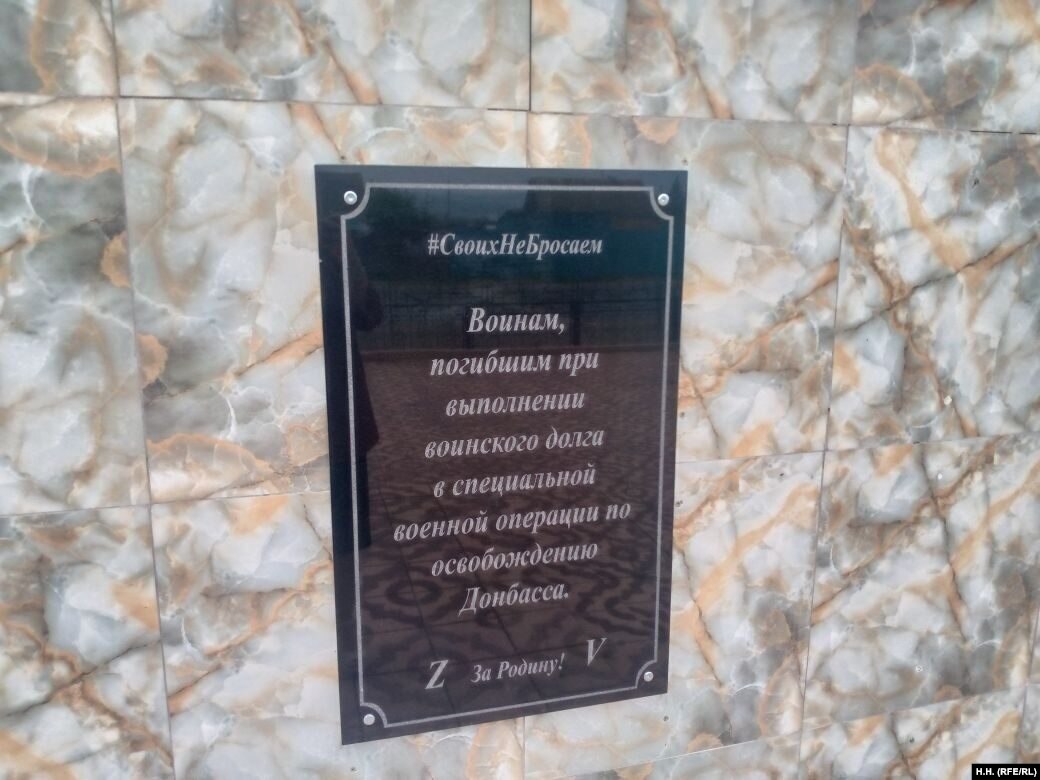 #СвоихНеБросаем
Воинам,
погибшим при
выполнении
воинского долга
в специальной
военной операции по
освобождению
Донбасса.
Z За Родину! V
H.H. (RFE/RL)